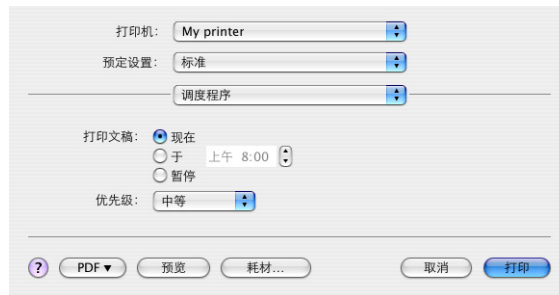 打印机： My printer
预定设置： 标准
调度程序
打印文稿： 现在
于 上午 8:00
暂停
优先级： 中等
? PDF▼ 预览 耗材... 取消 打印